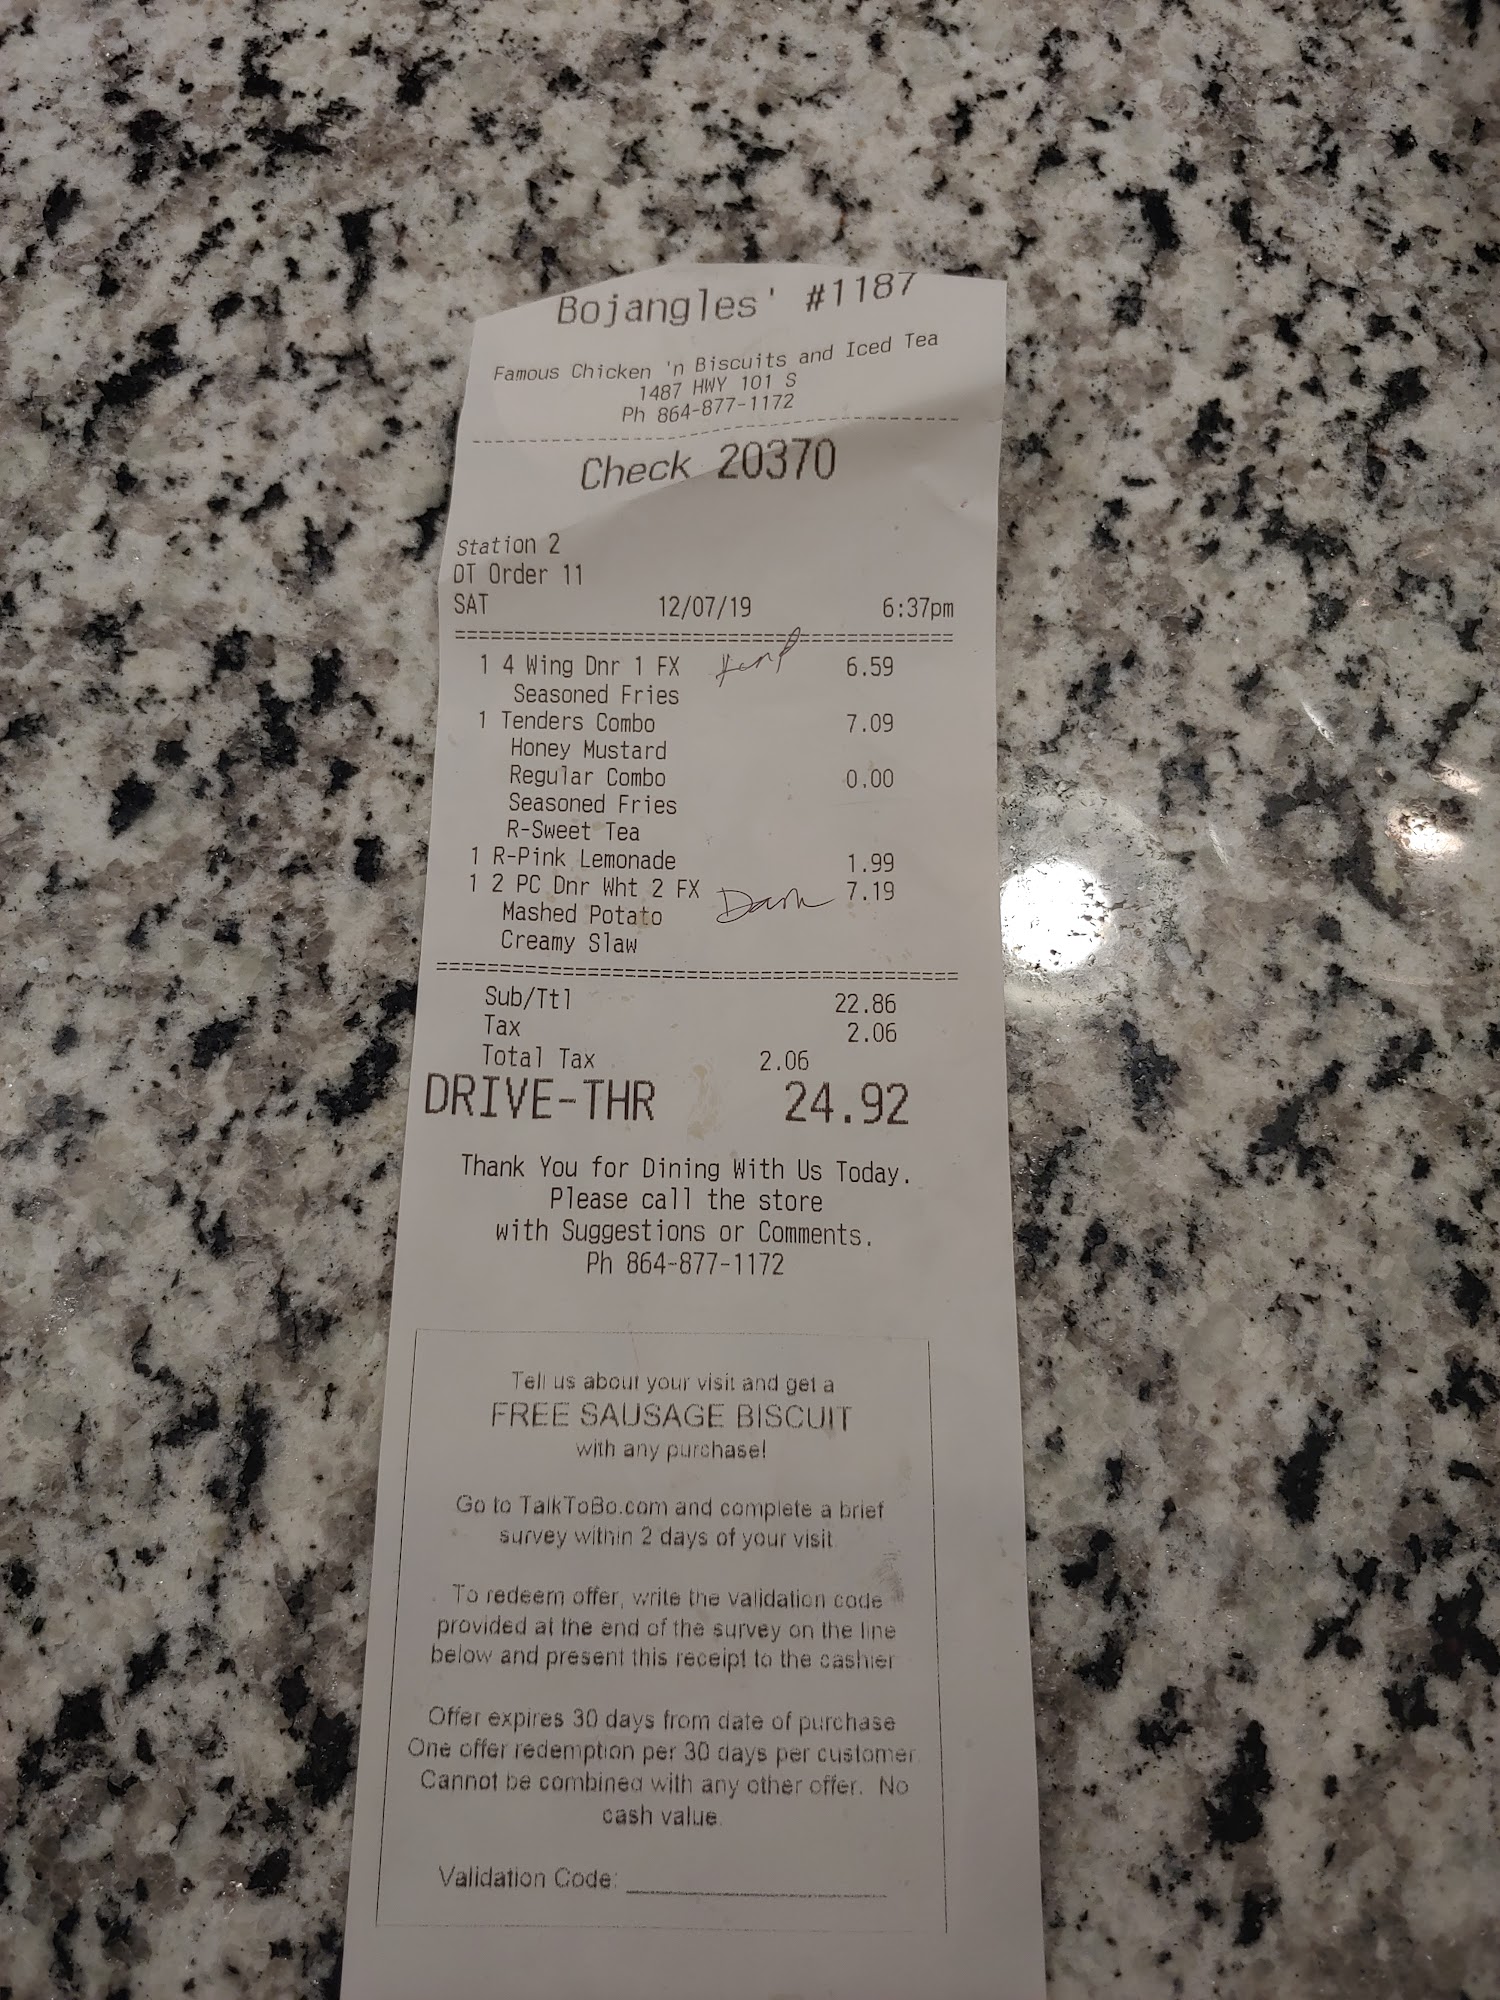 Bojangles' #1187
Famous Chicken 'n Biscuits and Iced Tea
1487 HWY 101 S
Ph 864-877-1172
Check 20370
Station 2
DT Order 11
SAT 12/07/19 6:37pm
1 4 Wing Dnr 1 FX 6.59
Seasoned Fries
1 Tenders Combo 7.09
Honey Mustard
Regular Combo 0.00
Seasoned Fries
R-Sweet Tea
1 R-Pink Lemonade 1.99
1 2 PC Dnr Wht 2 FX 7.19
Mashed Potato
Creamy Slaw
Sub/Ttl 22.86
Tax 2.06
Total Tax 2.06
DRIVE-THR 24.92
Thank You for Dining With Us Today.
Please call the store
with Suggestions or Comments.
Ph 864-877-1172
Tell us about your visit and get a
FREE SAUSAGE BISCUIT
with any purchase!
Go to TalkToBo.com and complete a brief
survey within 2 days of your visit.
To redeem offer, write the validation code
provided at the end of the survey on the line
below and present this receipt to the cashier
Offer expires 30 days from date of purchase
One offer redemption per 30 days per customer.
Cannot be combined with any other offer. No
cash value.
Validation Code: